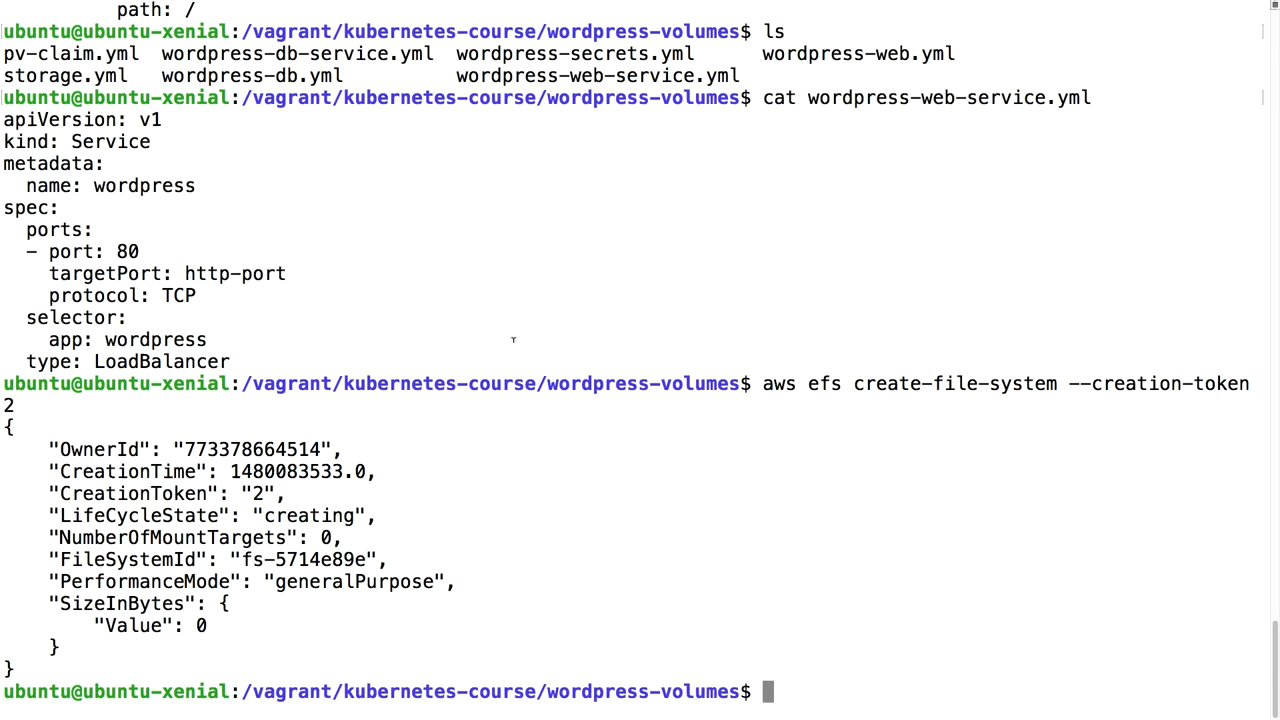 path: /
ubuntu@ubuntu-xenial:/vagrant/kubernetes-course/wordpress-volumes$ ls
pv-claim.yml  wordpress-db-service.yml  wordpress-secrets.yml      wordpress-web.yml
storage.yml   wordpress-db.yml          wordpress-web-service.yml
ubuntu@ubuntu-xenial:/vagrant/kubernetes-course/wordpress-volumes$ cat wordpress-web-service.yml
apiVersion: v1
kind: Service
metadata:
  name: wordpress
spec:
  ports:
  - port: 80
    targetPort: http-port
    protocol: TCP
  selector:
    app: wordpress
  type: LoadBalancer
ubuntu@ubuntu-xenial:/vagrant/kubernetes-course/wordpress-volumes$ aws efs create-file-system --creation-token
2
{
    "OwnerId": "773378664514",
    "CreationTime": 1480083533.0,
    "CreationToken": "2",
    "LifeCycleState": "creating",
    "NumberOfMountTargets": 0,
    "FileSystemId": "fs-5714e89e",
    "PerformanceMode": "generalPurpose",
    "SizeInBytes": {
        "Value": 0
    }
}
ubuntu@ubuntu-xenial:/vagrant/kubernetes-course/wordpress-volumes$